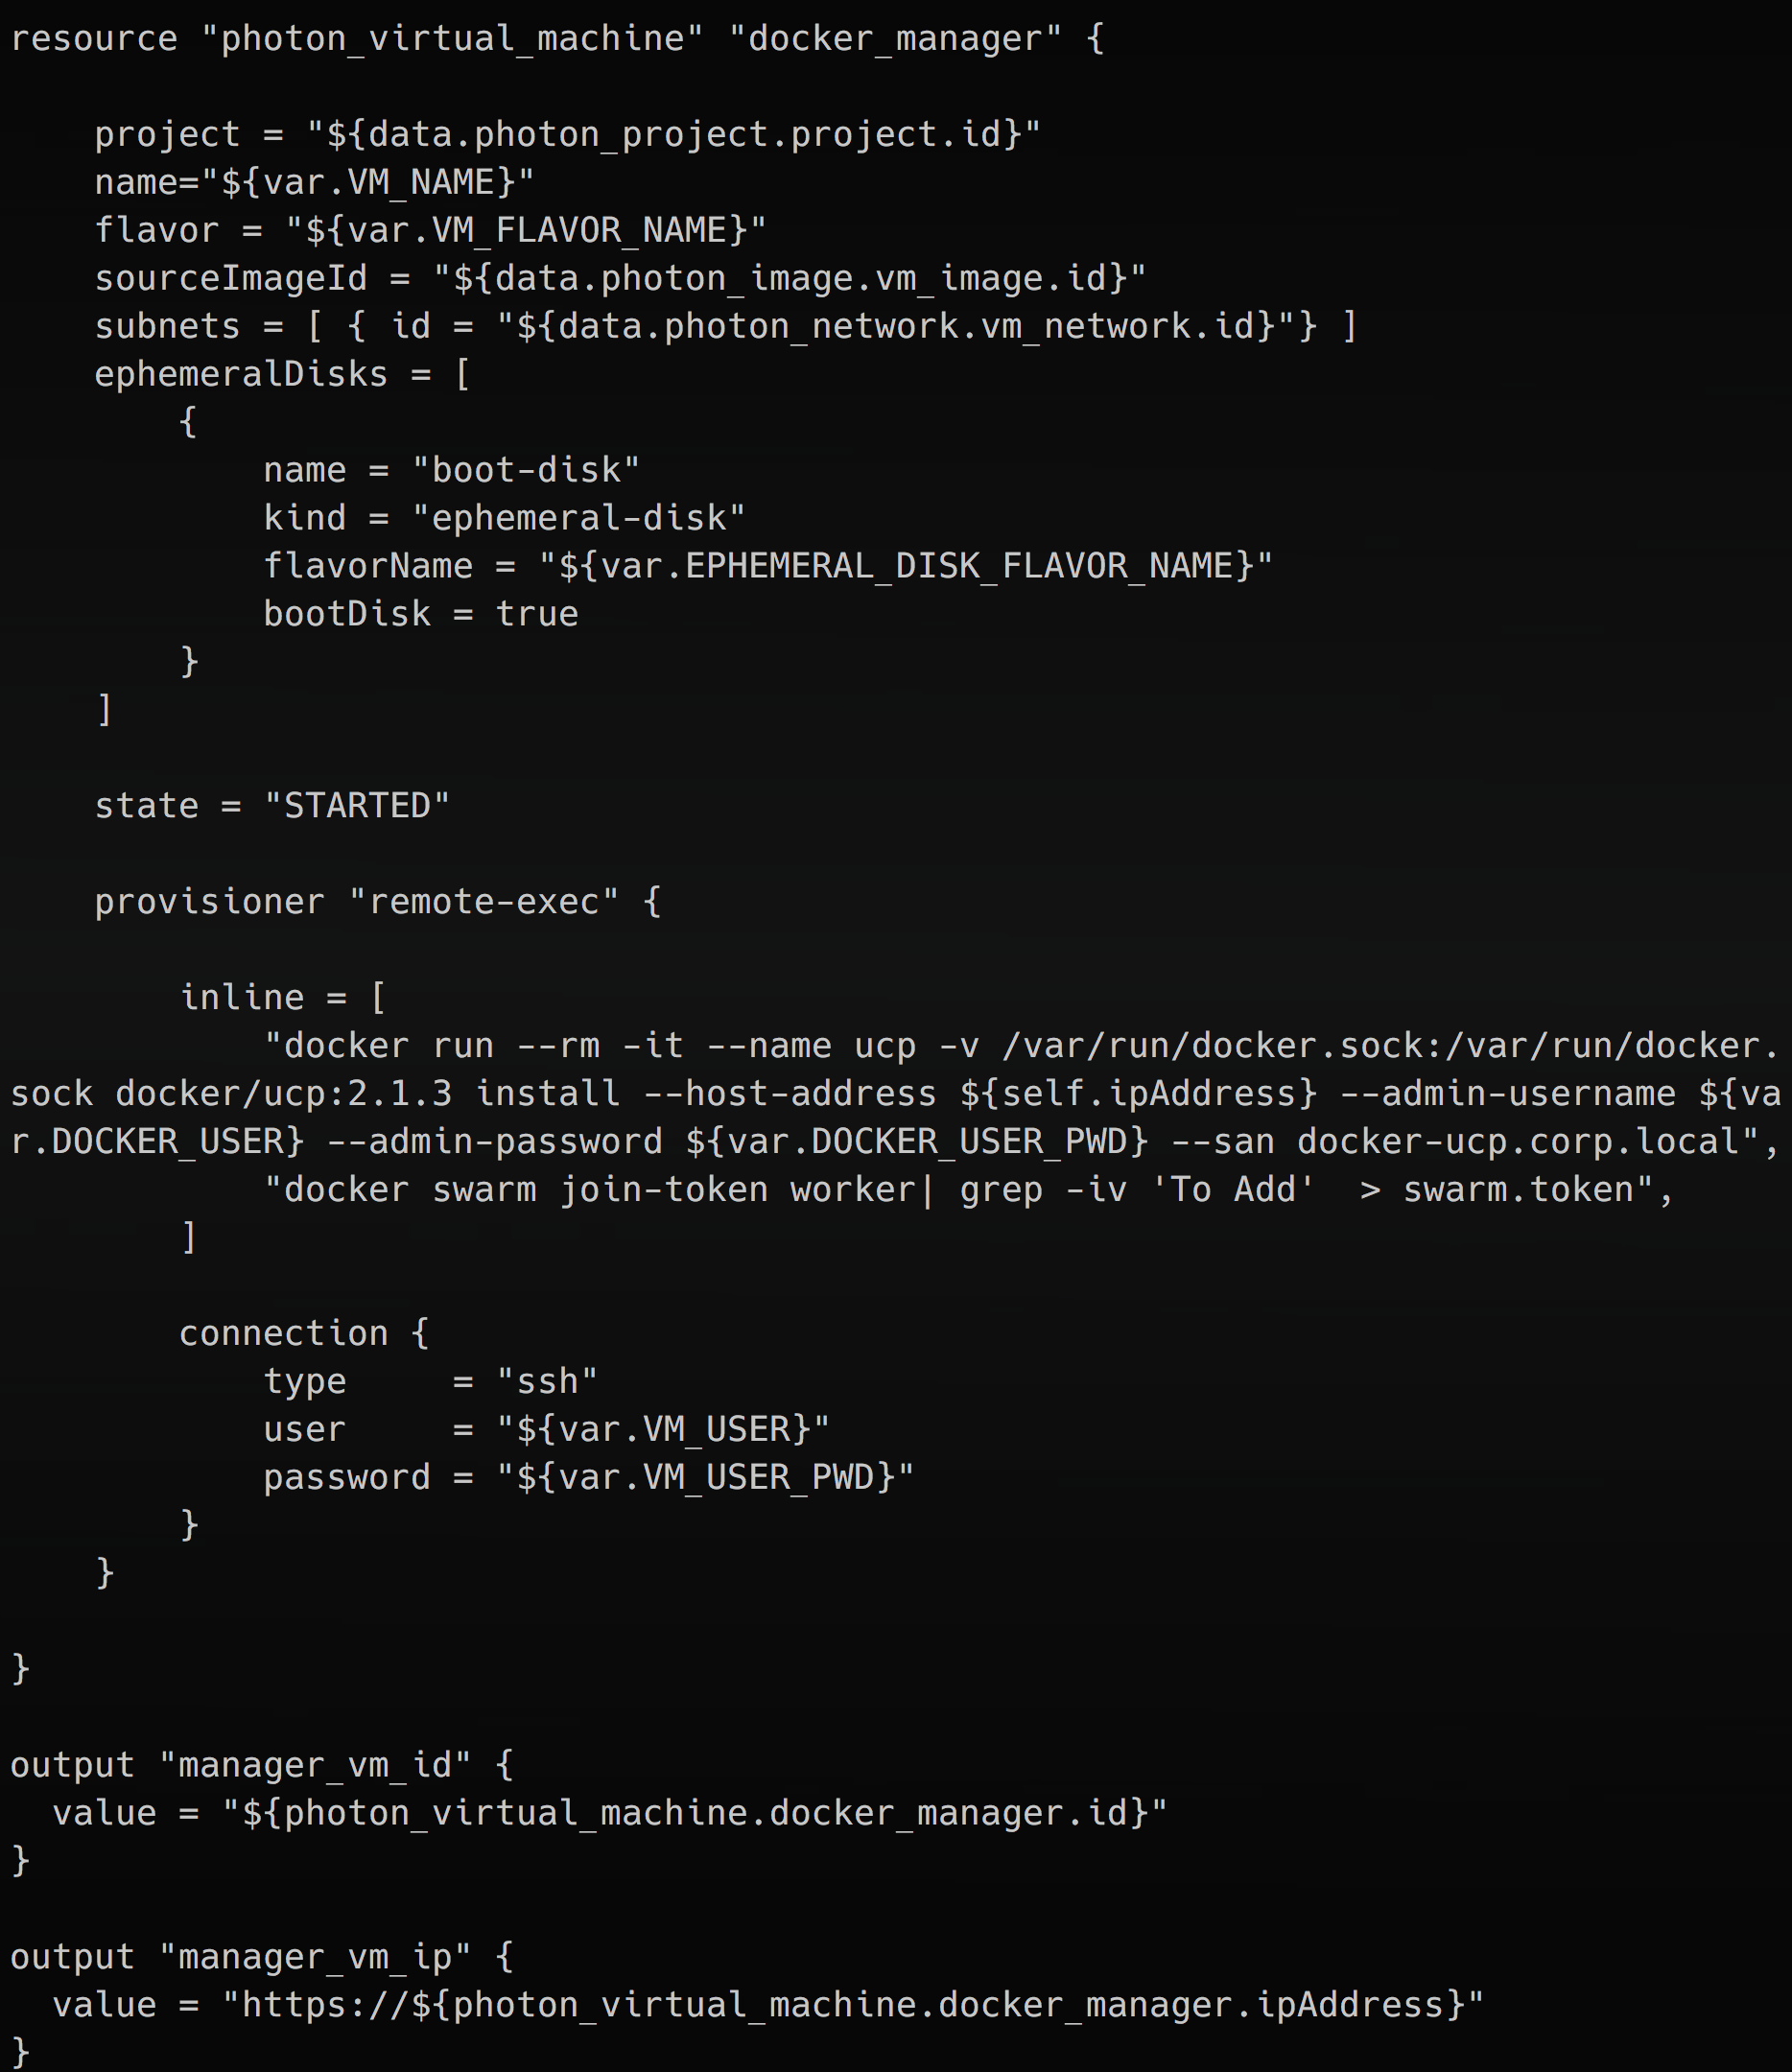 resource "photon_virtual_machine" "docker_manager" {
    project = "${data.photon_project.project.id}"
    name="${var.VM_NAME}"
    flavor = "${var.VM_FLAVOR_NAME}"
    sourceImageId = "${data.photon_image.vm_image.id}"
    subnets = [ { id = "${data.photon_network.vm_network.id}"} ]
    ephemeralDisks = [
        {
            name = "boot-disk"
            kind = "ephemeral-disk"
            flavorName = "${var.EPHEMERAL_DISK_FLAVOR_NAME}"
            bootDisk = true
        }
    ]
    state = "STARTED"
    provisioner "remote-exec" {
        inline = [
            "docker run --rm -it --name ucp -v /var/run/docker.sock:/var/run/docker.
sock docker/ucp:2.1.3 install --host-address ${self.ipAddress} --admin-username ${va
r.DOCKER_USER} --admin-password ${var.DOCKER_USER_PWD} --san docker-ucp.corp.local",
            "docker swarm join-token worker| grep -iv 'To Add'  > swarm.token",
        ]
        connection {
            type     = "ssh"
            user     = "${var.VM_USER}"
            password = "${var.VM_USER_PWD}"
        }
    }
}
output "manager_vm_id" {
  value = "${photon_virtual_machine.docker_manager.id}"
}
output "manager_vm_ip" {
  value = "https://${photon_virtual_machine.docker_manager.ipAddress}"
}